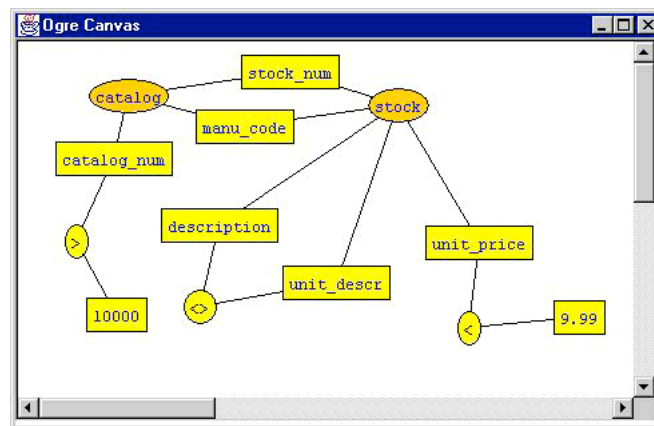 Ogre Canvas
stock_num
catalog
stock
manu_code
catalog_num
description
>
unit_price
unit_descr
<>
10000
9.99
<